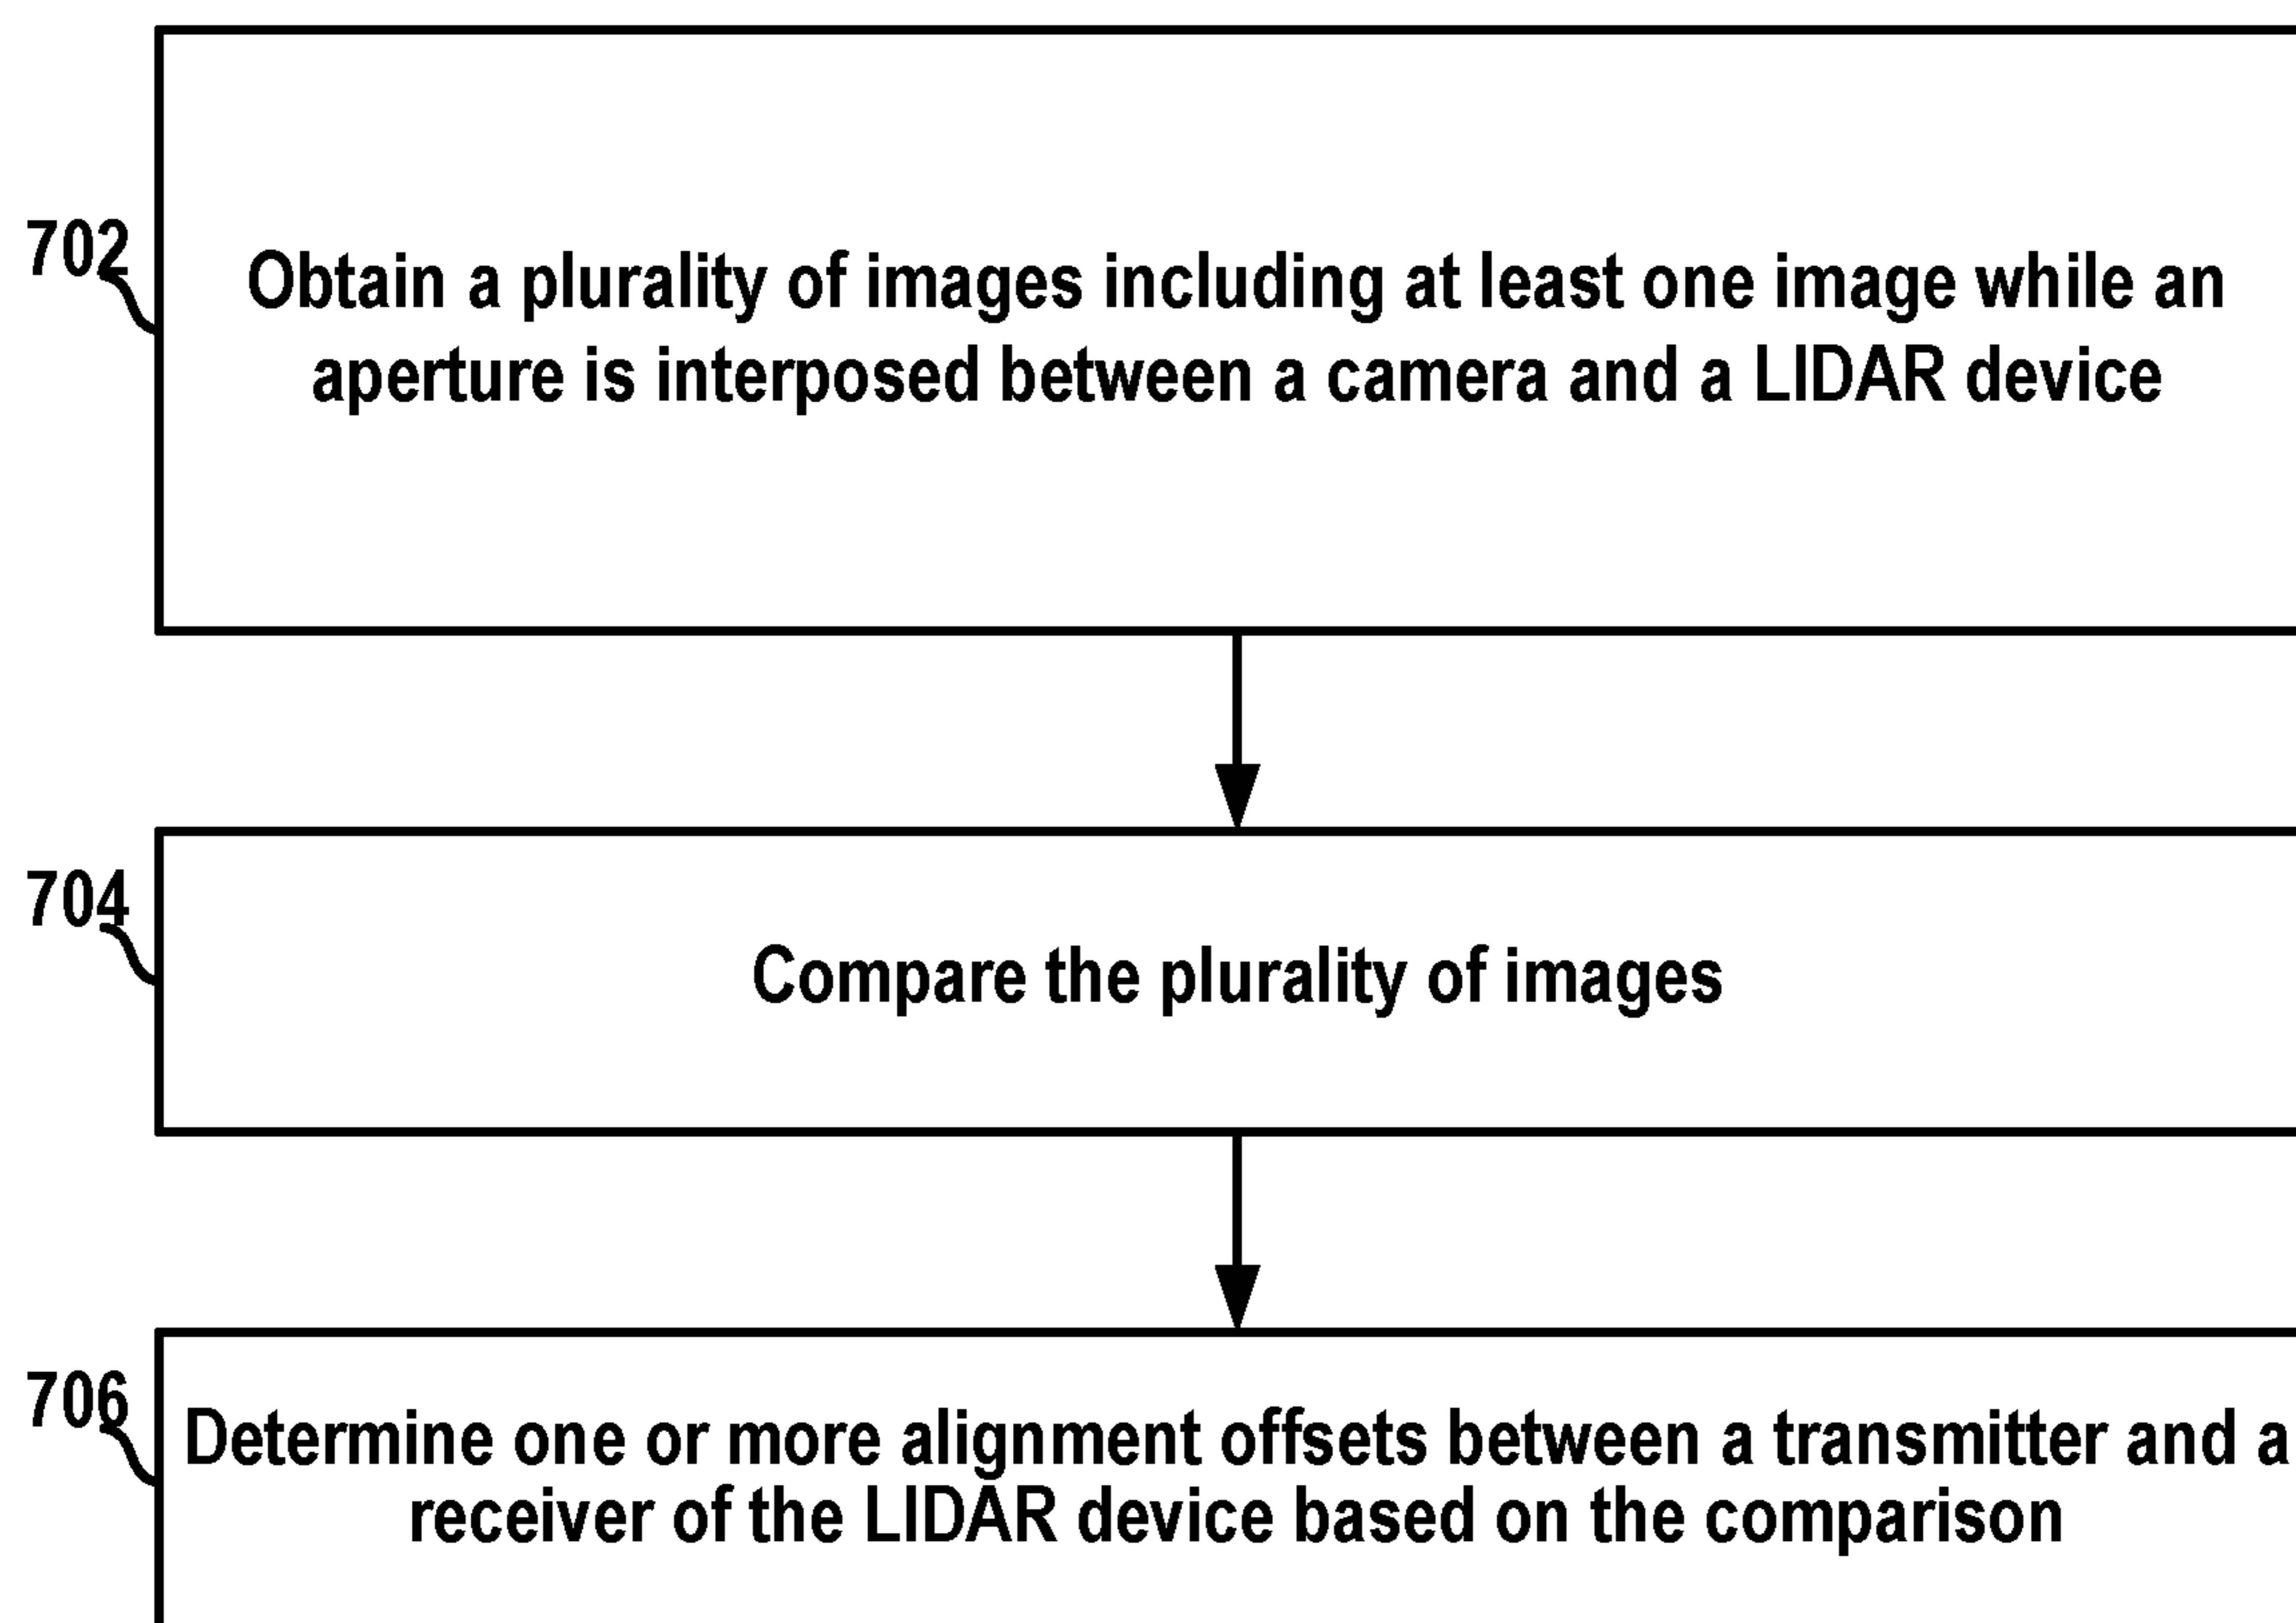 702
Obtain a plurality of images including at least one image while an
aperture is interposed between a camera and a LIDAR device
704
Compare the plurality of images
706
Determine one or more alignment offsets between a transmitter and a
receiver of the LIDAR device based on the comparison